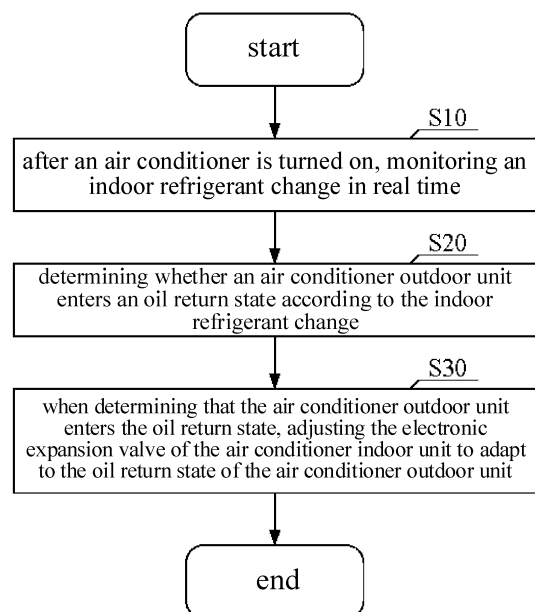 start
S10
after an air conditioner is turned on, monitoring an
indoor refrigerant change in real time
S20
determining whether an air conditioner outdoor unit
enters an oil return state according to the indoor
refrigerant change
S30
when determining that the air conditioner outdoor unit
enters the oil return state, adjusting the electronic
expansion valve of the air conditioner indoor unit to adapt
to the oil return state of the air conditioner outdoor unit
end